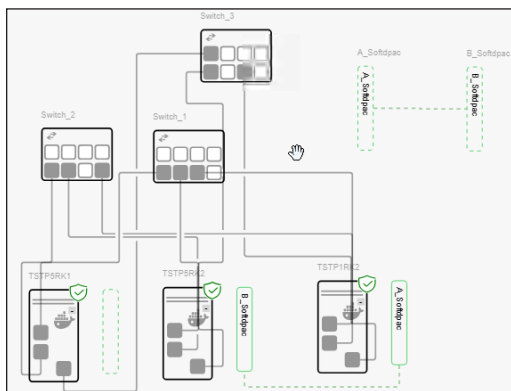 Switch_3
A_Softdpac
B_Softdpac
A_Softdpac
B_Softdpac
Switch_2
Switch_1
TSTP5RK1
TSTP5RK2
TSTP1RK2
B_Softdpac
A_Softdpac